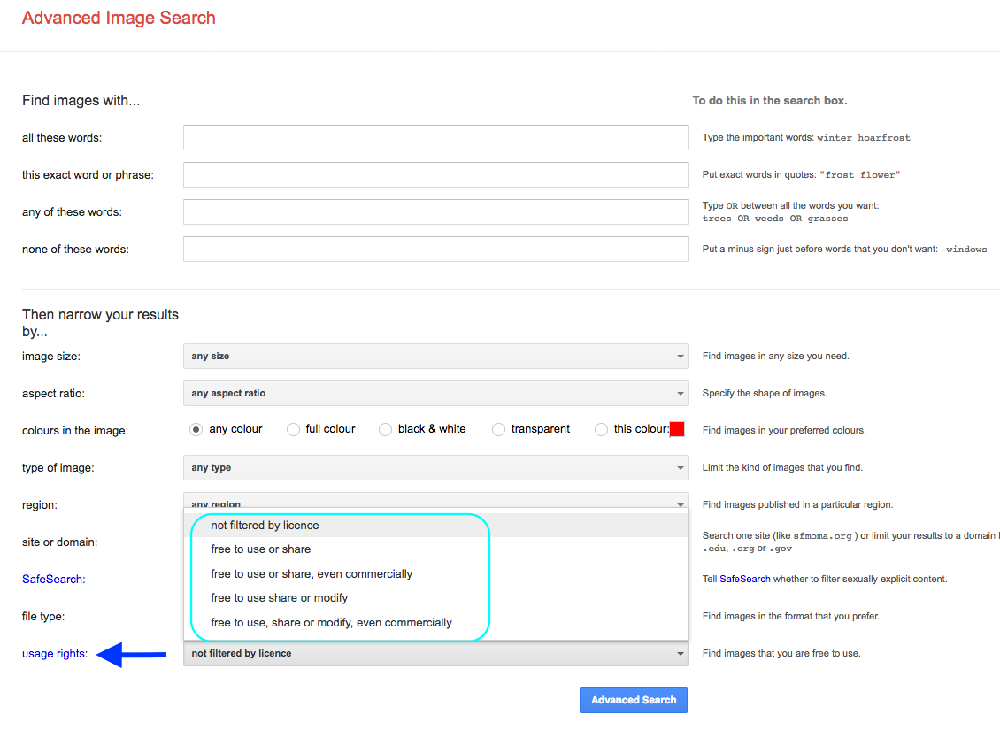 Advanced Image Search
Find images with...
To do this in the search box.
all these words:
Type the important words: winter hoarfrost
this exact word or phrase:
Put exact words in quotes: "frost flower"
any of these words:
Type OR between all the words you want:
trees OR weeds OR grasses
none of these words:
Put a minus sign just before words that you don't want: -windows
Then narrow your results
by...
image size:
any size
Find images in any size you need.
aspect ratio:
any aspect ratio
Specify the shape of images.
colours in the image:
any colour
full colour
black & white
transparent
this colour:
Find images in your preferred colours.
type of image:
any type
Limit the kind of images that you find.
region:
any region
Find images published in a particular region.
site or domain:
not filtered by licence
free to use or share
free to use or share, even commercially
free to use share or modify
free to use, share or modify, even commercially
Search one site (like sfmoma.org ) or limit your results to a domain
.edu, .org or .gov
SafeSearch:
Tell SafeSearch whether to filter sexually explicit content.
file type:
Find images in the format that you prefer.
usage rights:
not filtered by licence
Find images that you are free to use.
Advanced Search